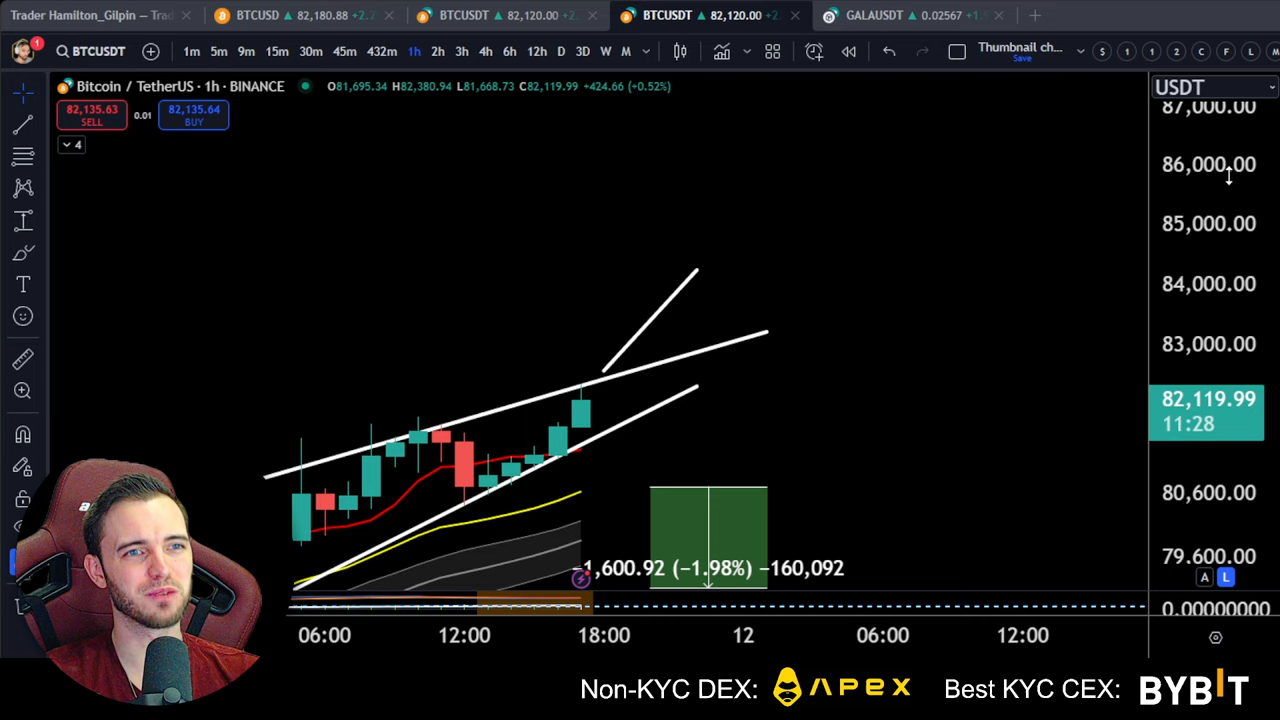 Trader Hamilton_Gilpin — Trad
BTCUSD ▲ 82,180.88 +2.2
BTCUSDT ▲ 82,120.00 +2.
BTCUSDT ▲ 82,120.00 +2
GALAUSDT ▲ 0.02567 +1.
1
BTCUSDT
1m 5m 9m 15m 30m 45m 432m 1h 2h 3h 4h 6h 12h D 3D W M
Thumbnail ch...
Save
$ 1 1 2 C F L M
Bitcoin / TetherUS · 1h · BINANCE
O81,695.34 H82,380.94 L81,668.73 C82,119.99 +424.66 (+0.52%)
USDT
82,135.63
SELL
0.01
82,135.64
BUY
4
87,000.00
86,000.00
85,000.00
84,000.00
83,000.00
82,119.99
11:28
80,600.00
79,600.00
−1,600.92 (−1.98%) −160,092
A L
0.00000000
06:00 12:00 18:00 12 06:00 12:00
Non-KYC DEX: APEX Best KYC CEX: BYBIT